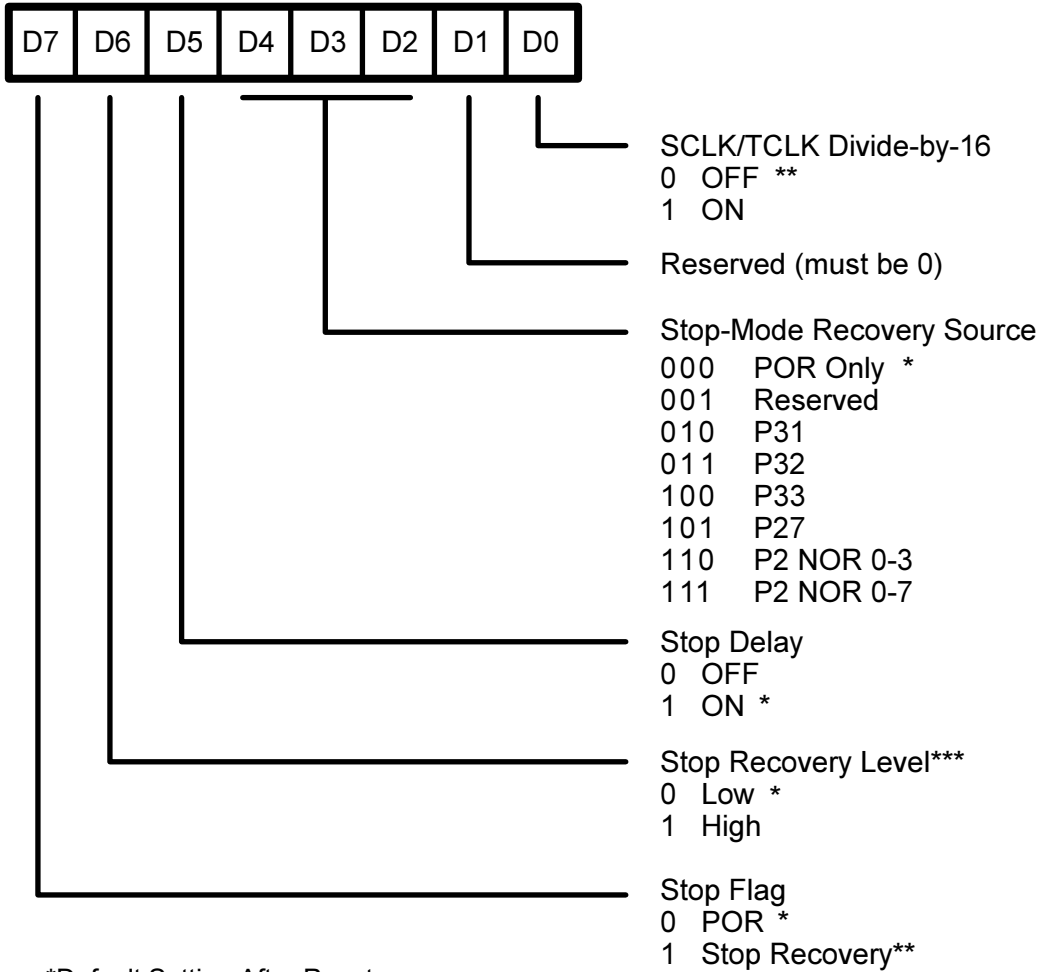 D7 D6 D5 D4 D3 D2 D1 D0
SCLK/TCLK Divide-by-16
0 OFF **
1 ON
Reserved (must be 0)
Stop-Mode Recovery Source
000 POR Only *
001 Reserved
010 P31
011 P32
100 P33
101 P27
110 P2 NOR 0-3
111 P2 NOR 0-7
Stop Delay
0 OFF
1 ON *
Stop Recovery Level***
0 Low *
1 High
Stop Flag
0 POR *
1 Stop Recovery**